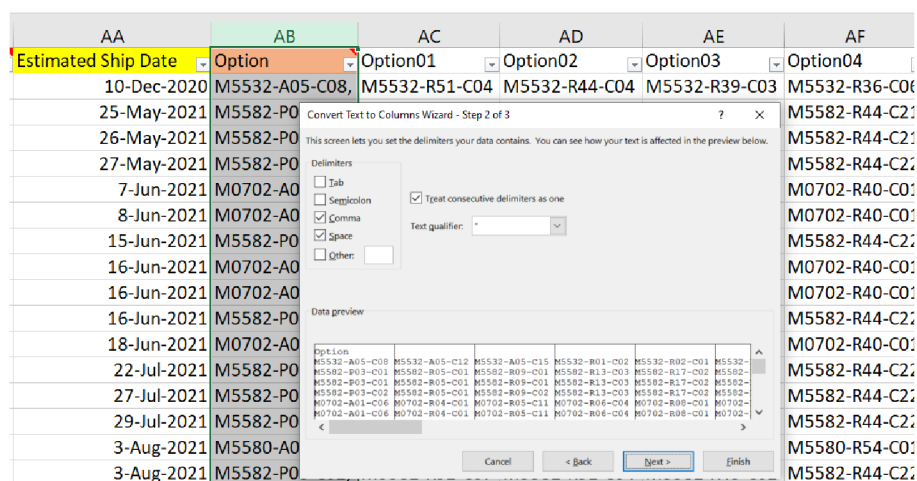 AA AB AC AD AE AF
Estimated Ship Date Option Option01 Option02 Option03 Option04
10-Dec-2020 M5532-A05-C08, M5532-R51-C04 M5532-R44-C04 M5532-R39-C03 M5532-R36-C06
25-May-2021 M5582-P0 M5582-R44-C21
26-May-2021 M5582-P0 M5582-R44-C21
27-May-2021 M5582-P0 M5582-R44-C22
7-Jun-2021 M0702-A0 M0702-R40-C01
8-Jun-2021 M0702-A0 M0702-R40-C01
15-Jun-2021 M5582-P0 M5582-R44-C22
16-Jun-2021 M0702-A0 M0702-R40-C01
16-Jun-2021 M0702-A0 M0702-R40-C01
16-Jun-2021 M5582-P0 M5582-R44-C22
18-Jun-2021 M0702-A0 M0702-R40-C01
22-Jul-2021 M5582-P0 M5582-R44-C22
27-Jul-2021 M5582-P0 M5582-R44-C22
29-Jul-2021 M5582-P0 M5582-R44-C22
3-Aug-2021 M5580-A0 M5580-R54-C01
3-Aug-2021 M5582-P0 M5582-R44-C22
Convert Text to Columns Wizard - Step 2 of 3 ? ×
This screen lets you set the delimiters your data contains. You can see how your text is affected in the preview below.
Delimiters
Tab
Semicolon
Comma
Space
Other:
Treat consecutive delimiters as one
Text qualifier: "
Data preview
Option
M5532-A05-C08 M5532-A05-C12 M5532-A05-C15 M5532-R01-C02 M5532-R02-C01 M5532-
M5582-P03-C01 M5582-R05-C01 M5582-R09-C01 M5582-R13-C03 M5582-R17-C02 M5582-
M5582-P03-C01 M5582-R05-C01 M5582-R09-C01 M5582-R13-C03 M5582-R17-C02 M5582-
M5582-P03-C02 M5582-R05-C01 M5582-R09-C02 M5582-R13-C03 M5582-R17-C02 M5582-
M0702-A01-C06 M0702-R04-C01 M0702-R05-C11 M0702-R06-C04 M0702-R08-C01 M0702-
M0702-A01-C06 M0702-R04-C01 M0702-R05-C11 M0702-R06-C04 M0702-R08-C01 M0702-
Cancel < Back Next > Finish